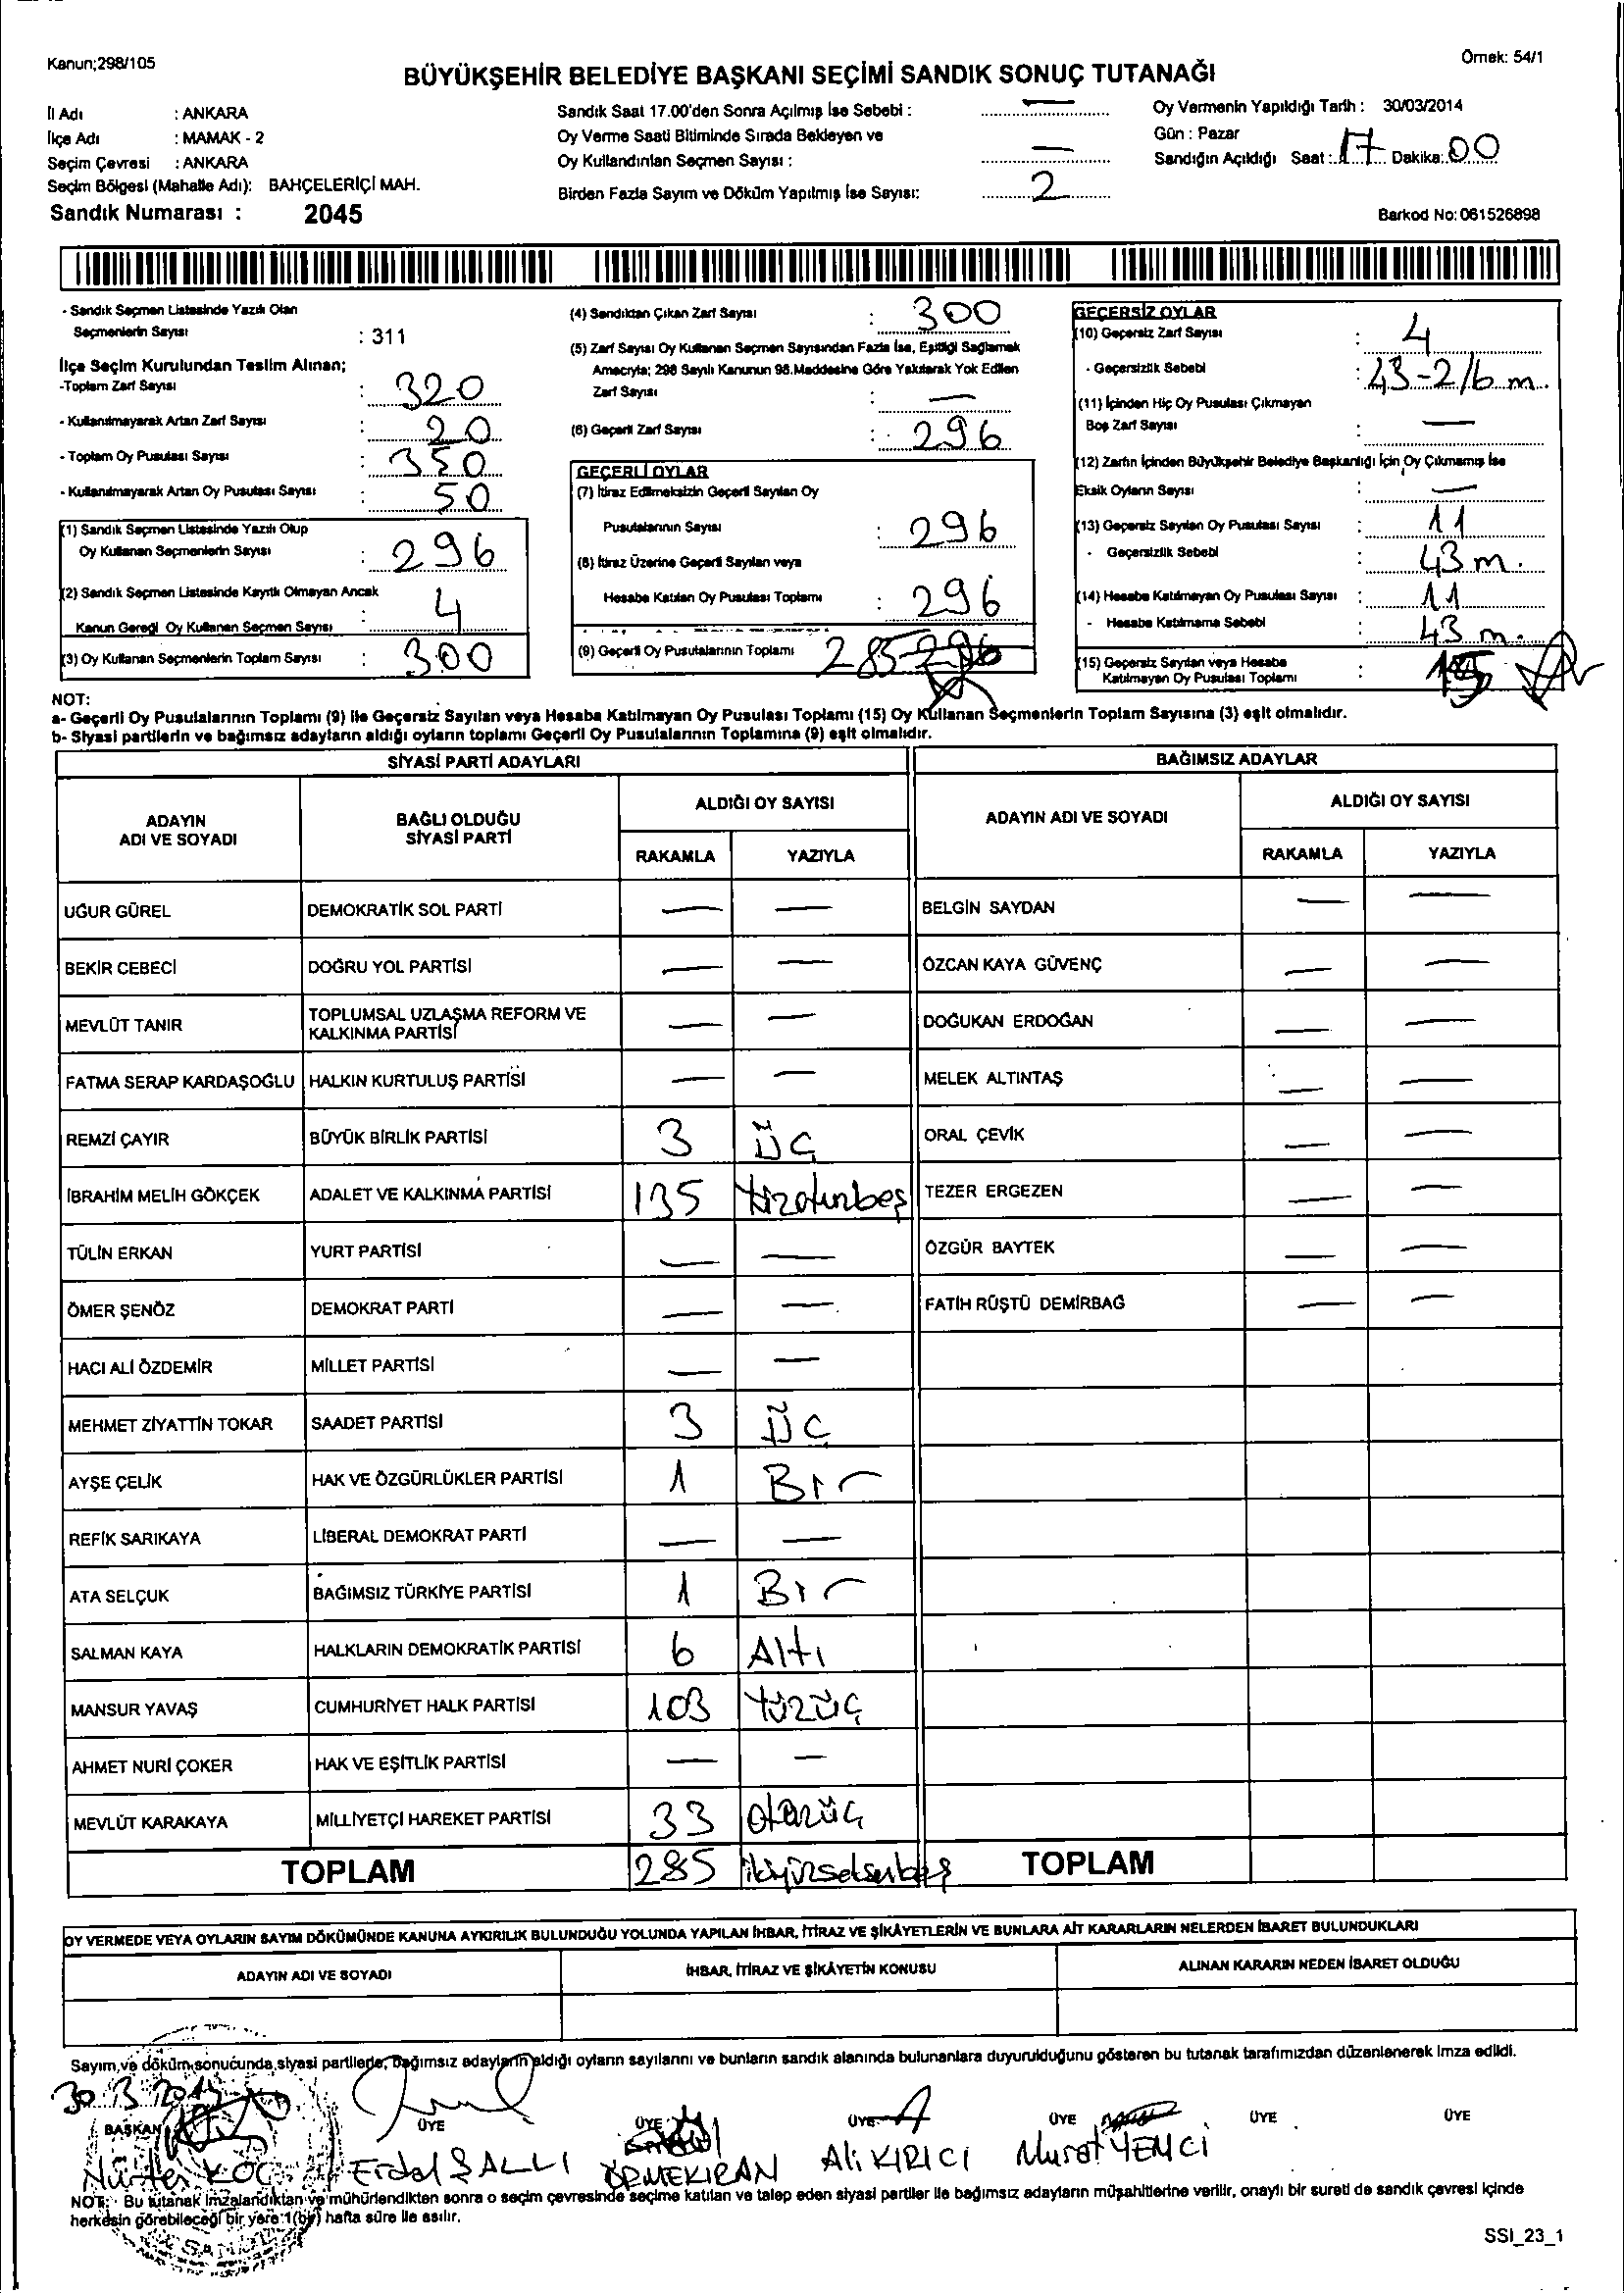 Kanun;298/105
Örnek: 54/1
BÜYÜKŞEHİR BELEDİYE BAŞKANI SEÇİMİ SANDIK SONUÇ TUTANAĞI
İl Adı : ANKARA
İlçe Adı : MAMAK - 2
Seçim Çevresi : ANKARA
Seçim Bölgesi (Mahalle Adı): BAHÇELERİÇİ MAH.
Sandık Numarası : 2045
Sandık Saat 17.00'den Sonra Açılmış İse Sebebi : —
Oy Verme Saati Bitiminde Sırada Bekleyen ve
Oy Kullandırılan Seçmen Sayısı : —
Birden Fazla Sayım ve Döküm Yapılmış İse Sayısı: 2
Oy Vermenin Yapıldığı Tarih : 30/03/2014
Gün : Pazar
Sandığın Açıldığı Saat : 17 Dakika: 00
Barkod No: 061526898
- Sandık Seçmen Listesinde Yazılı Olan
Seçmenlerin Sayısı : 311
İlçe Seçim Kurulundan Teslim Alınan;
-Toplam Zarf Sayısı : 320
- Kullanılmayarak Artan Zarf Sayısı : 20
- Toplam Oy Pusulası Sayısı : 350
- Kullanılmayarak Artan Oy Pusulası Sayısı : 50
(1) Sandık Seçmen Listesinde Yazılı Olup
Oy Kullanan Seçmenlerin Sayısı : 296
(2) Sandık Seçmen Listesinde Kayıtlı Olmayan Ancak
Kanun Gereği Oy Kullanan Seçmen Sayısı : 4
(3) Oy Kullanan Seçmenlerin Toplam Sayısı : 300
(4) Sandıktan Çıkan Zarf Sayısı : 300
(5) Zarf Sayısı Oy Kullanan Seçmen Sayısından Fazla İse, Eşitliği Sağlamak
Amacıyla; 298 Sayılı Kanunun 98.Maddesine Göre Yakılarak Yok Edilen
Zarf Sayısı : —
(6) Geçerli Zarf Sayısı : 296
GEÇERLİ OYLAR
(7) İtiraz Edilmeksizin Geçerli Sayılan Oy
Pusulalarının Sayısı : 296
(8) İtiraz Üzerine Geçerli Sayılan veya
Hesaba Katılan Oy Pusulası Toplamı : 296
(9) Geçerli Oy Pusulalarının Toplamı 285 296
GEÇERSİZ OYLAR
(10) Geçersiz Zarf Sayısı : 4
- Geçersizlik Sebebi : 43-2/6 m.
(11) İçinden Hiç Oy Pusulası Çıkmayan
Boş Zarf Sayısı : —
(12) Zarfın İçinden Büyükşehir Belediye Başkanlığı İçin Oy Çıkmamış İse
Eksik Oyların Sayısı : —
(13) Geçersiz Sayılan Oy Pusulası Sayısı : 11
- Geçersizlik Sebebi : 43 m.
(14) Hesaba Katılmayan Oy Pusulası Sayısı : 11
- Hesaba Katılmama Sebebi : 43 m.
(15) Geçersiz Sayılan veya Hesaba
Katılmayan Oy Pusulası Toplamı : 15
NOT:
a- Geçerli Oy Pusulalarının Toplamı (9) ile Geçersiz Sayılan veya Hesaba Katılmayan Oy Pusulası Toplamı (15) Oy Kullanan Seçmenlerin Toplam Sayısına (3) eşit olmalıdır.
b- Siyasi partilerin ve bağımsız adayların aldığı oyların toplamı Geçerli Oy Pusulalarının Toplamına (9) eşit olmalıdır.
SİYASİ PARTİ ADAYLARI BAĞIMSIZ ADAYLAR
ADAYIN ADI VE SOYADI BAĞLI OLDUĞU SİYASİ PARTİ ALDIĞI OY SAYISI ADAYIN ADI VE SOYADI ALDIĞI OY SAYISI
RAKAMLA YAZIYLA RAKAMLA YAZIYLA
UĞUR GÜREL DEMOKRATİK SOL PARTİ — — BELGİN SAYDAN — —
BEKİR CEBECİ DOĞRU YOL PARTİSİ — — ÖZCAN KAYA GÜVENÇ — —
MEVLÜT TANIR TOPLUMSAL UZLAŞMA REFORM VE KALKINMA PARTİSİ — — DOĞUKAN ERDOĞAN — —
FATMA SERAP KARDAŞOĞLU HALKIN KURTULUŞ PARTİSİ — — MELEK ALTINTAŞ — —
REMZİ ÇAYIR BÜYÜK BİRLİK PARTİSİ 3 ÜÇ ORAL ÇEVİK — —
İBRAHİM MELİH GÖKÇEK ADALET VE KALKINMA PARTİSİ 135 Yüzotuzbeş TEZER ERGEZEN — —
TÜLİN ERKAN YURT PARTİSİ — — ÖZGÜR BAYTEK — —
ÖMER ŞENÖZ DEMOKRAT PARTİ — — FATİH RÜŞTÜ DEMİRBAĞ — —
HACI ALİ ÖZDEMİR MİLLET PARTİSİ — —
MEHMET ZİYATTİN TOKAR SAADET PARTİSİ 3 ÜÇ
AYŞE ÇELİK HAK VE ÖZGÜRLÜKLER PARTİSİ 1 Bir
REFİK SARIKAYA LİBERAL DEMOKRAT PARTİ — —
ATA SELÇUK BAĞIMSIZ TÜRKİYE PARTİSİ 1 Bir
SALMAN KAYA HALKLARIN DEMOKRATİK PARTİSİ 6 Altı
MANSUR YAVAŞ CUMHURİYET HALK PARTİSİ 103 Yüzüç
AHMET NURİ ÇOKER HAK VE EŞİTLİK PARTİSİ — —
MEVLÜT KARAKAYA MİLLİYETÇİ HAREKET PARTİSİ 33 otuzüç
TOPLAM 285 ikiyüzseksenbeş TOPLAM
OY VERMEDE VEYA OYLARIN SAYIM DÖKÜMÜNDE KANUNA AYKIRILIK BULUNDUĞU YOLUNDA YAPILAN İHBAR, İTİRAZ VE ŞİKÂYETLERİN VE BUNLARA AİT KARARLARIN NELERDEN İBARET BULUNDUKLARI
ADAYIN ADI VE SOYADI İHBAR, İTİRAZ VE ŞİKÂYETİN KONUSU ALINAN KARARIN NEDEN İBARET OLDUĞU
Sayım ve döküm sonucunda siyasi partilerle, bağımsız adayların aldığı oyların sayılarını ve bunların sandık alanında bulunanlara duyurulduğunu gösteren bu tutanak tarafımızdan düzenlenerek imza edildi.
30.3.2014
BAŞKAN ÜYE ÜYE ÜYE ÜYE ÜYE ÜYE
Nürten KOÇ Erdal ŞALLI Ali KIRICI Murat YEMCİ
NOT: Bu tutanak imzalandıktan ve mühürlendikten sonra o seçim çevresinde seçime katılan ve talep eden siyasi partiler ile bağımsız adayların müşahitlerine verilir, onaylı bir sureti de sandık çevresi içinde
herkesin görebileceği bir yere 1(bir) hafta süre ile asılır.
SSI_23_1